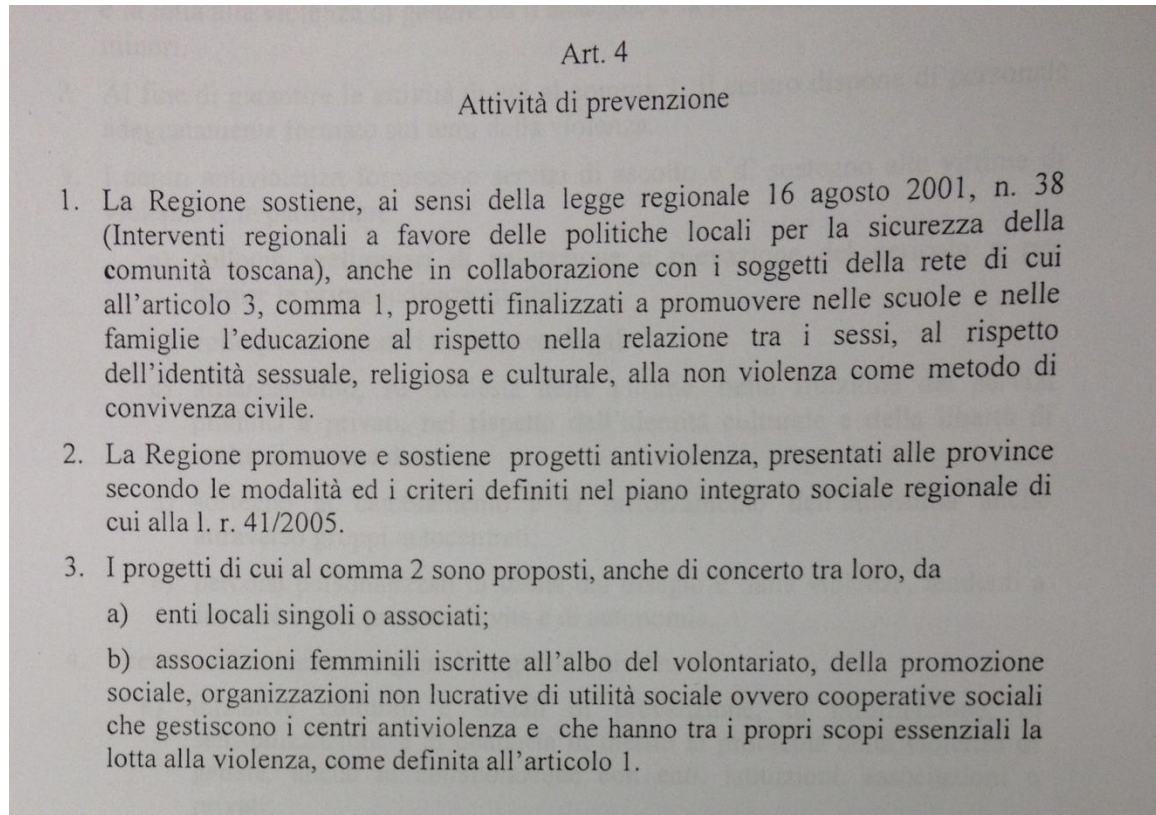 Art. 4
Attività di prevenzione
1. La Regione sostiene, ai sensi della legge regionale 16 agosto 2001, n. 38
(Interventi regionali a favore delle politiche locali per la sicurezza della
comunità toscana), anche in collaborazione con i soggetti della rete di cui
all'articolo 3, comma 1, progetti finalizzati a promuovere nelle scuole e nelle
famiglie l'educazione al rispetto nella relazione tra i sessi, al rispetto
dell'identità sessuale, religiosa e culturale, alla non violenza come metodo di
convivenza civile.
2. La Regione promuove e sostiene progetti antiviolenza, presentati alle province
secondo le modalità ed i criteri definiti nel piano integrato sociale regionale di
cui alla l. r. 41/2005.
3. I progetti di cui al comma 2 sono proposti, anche di concerto tra loro, da
a) enti locali singoli o associati;
b) associazioni femminili iscritte all'albo del volontariato, della promozione
sociale, organizzazioni non lucrative di utilità sociale ovvero cooperative sociali
che gestiscono i centri antiviolenza e che hanno tra i propri scopi essenziali la
lotta alla violenza, come definita all'articolo 1.